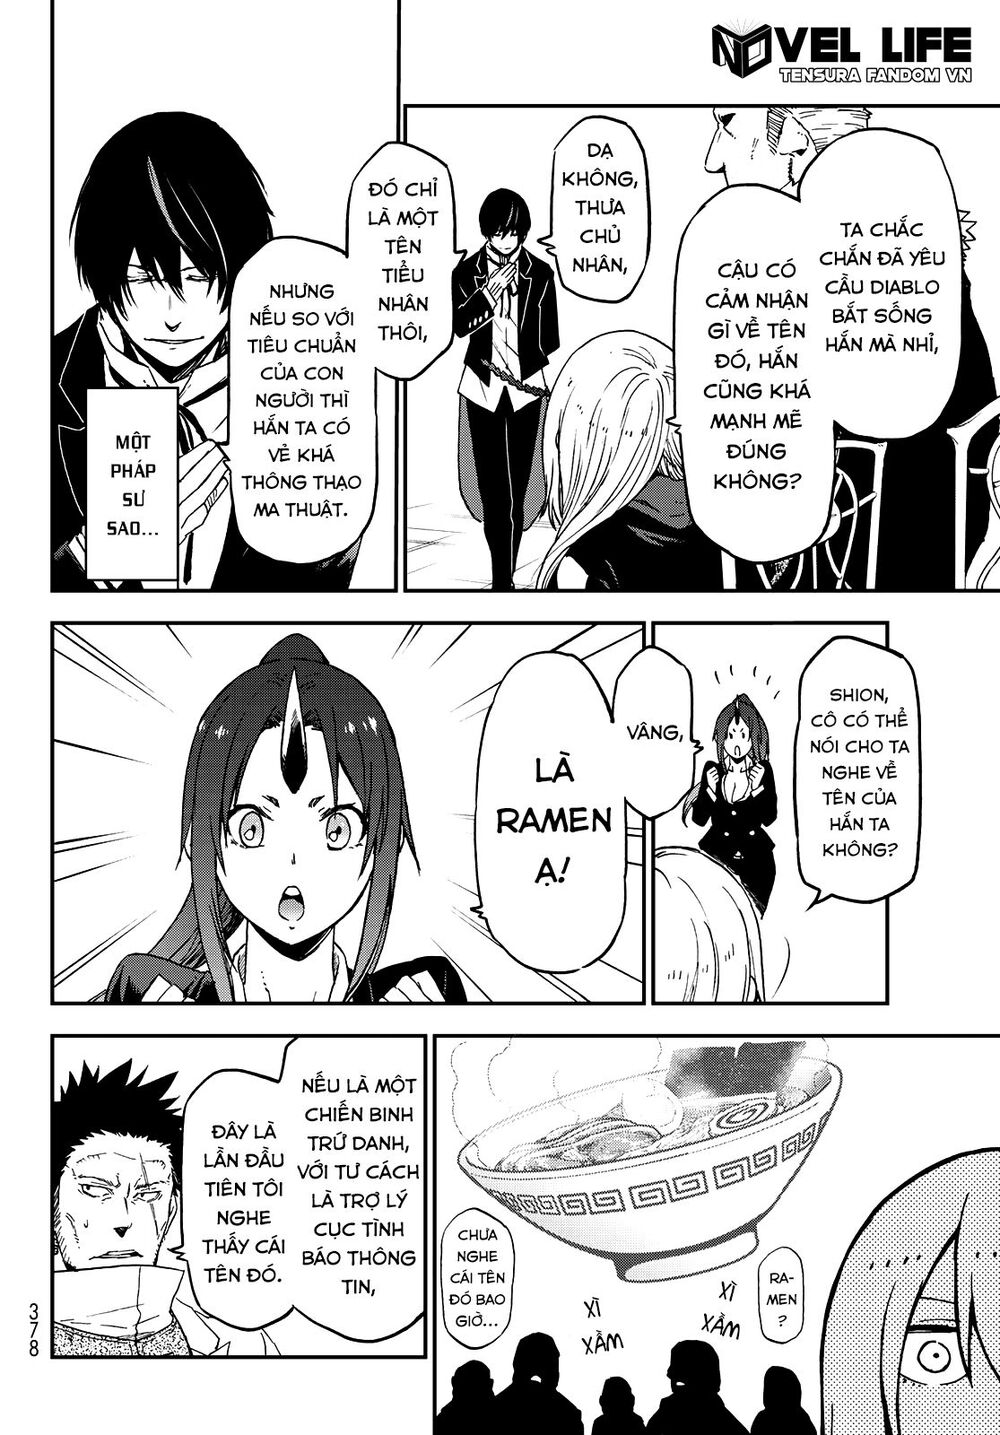 NOVEL LIFE
TENSURA FANDOM VN
TA CHẮC
CHẮN ĐÃ YÊU
CẦU DIABLO
BẮT SỐNG
HẮN MÀ NHỈ,
CẬU CÓ
CẢM NHẬN
GÌ VỀ TÊN
ĐÓ, HẮN
CŨNG KHÁ
MẠNH MẼ
ĐÚNG
KHÔNG?
DẠ
KHÔNG,
THƯA
CHỦ
NHÂN,
ĐÓ CHỈ
LÀ MỘT
TÊN
TIỂU
NHÂN
THÔI,
NHƯNG
NẾU SO VỚI
TIÊU CHUẨN
CỦA CON
NGƯỜI THÌ
HẮN TA CÓ
VẺ KHÁ
THÔNG THẠO
MA THUẬT.
MỘT
PHÁP
SƯ
SAO...
SHION,
CÔ CÓ THỂ
NÓI CHO TA
NGHE VỀ
TÊN CỦA
HẮN TA
KHÔNG?
VÂNG,
LÀ
RAMEN
Ạ!
RA-
MEN
?
XÌ
XẦM
XÌ
XẦM
CHƯA
NGHE
CÁI TÊN
ĐÓ BAO
GIỜ...
NẾU LÀ MỘT
CHIẾN BINH
TRỨ DANH,
VỚI TƯ CÁCH
LÀ TRỢ LÝ
CỤC TÌNH
BÁO THÔNG
TIN,
ĐÂY LÀ
LẦN ĐẦU
TIÊN TÔI
NGHE
THẤY CÁI
TÊN ĐÓ.
378